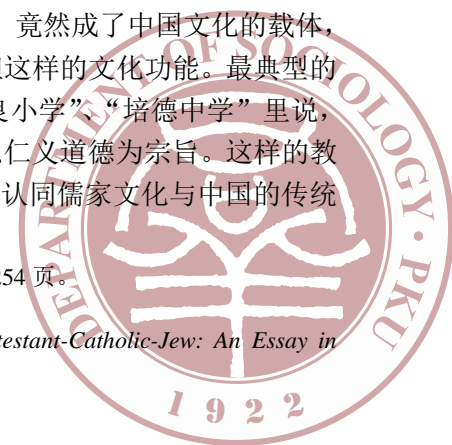 竟然成了中国文化的载体，
这样的文化功能。最典型的
小学”、“培德中学”里说，
仁义道德为宗旨。这样的教
认同儒家文化与中国的传统
254 页。
testant-Catholic-Jew: An Essay in
DEPARTMENT OF SOCIOLOGY · PKU
1922